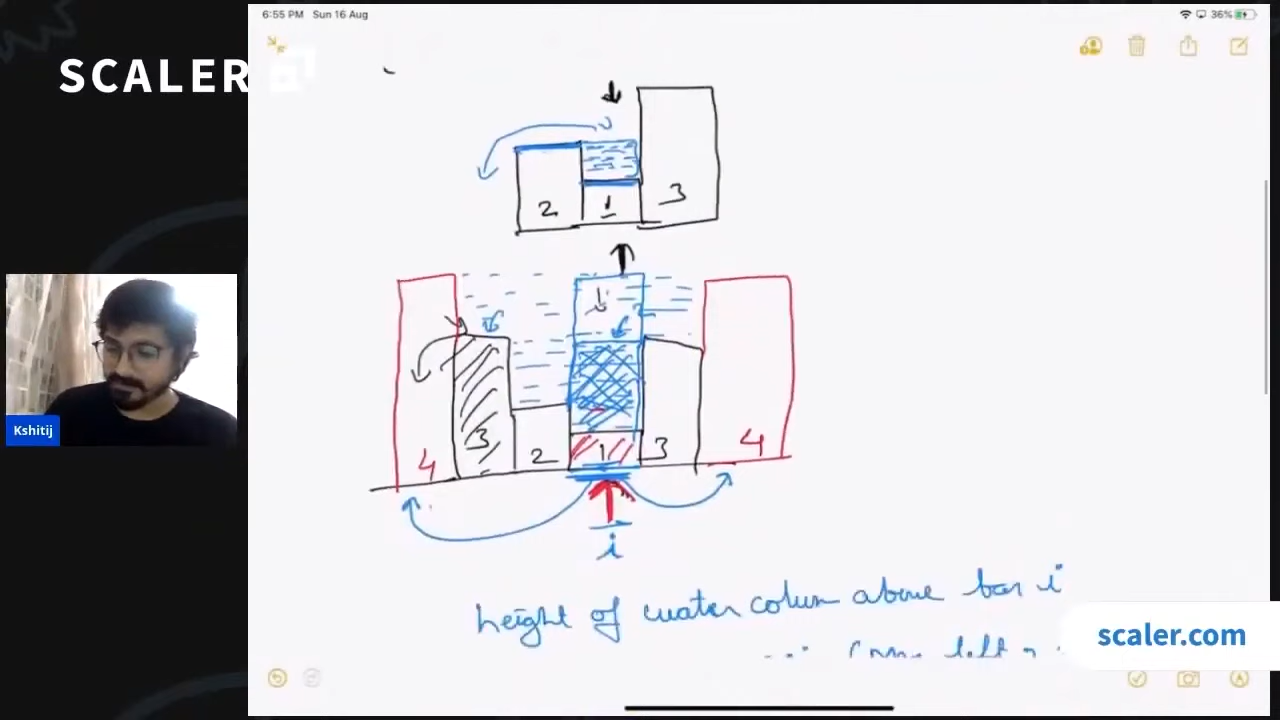 6:55 PM Sun 16 Aug
36%
SCALER
2 1 3
4 3 2 1 3 4
i
Kshitij
height of water colum above bar i
scaler.com